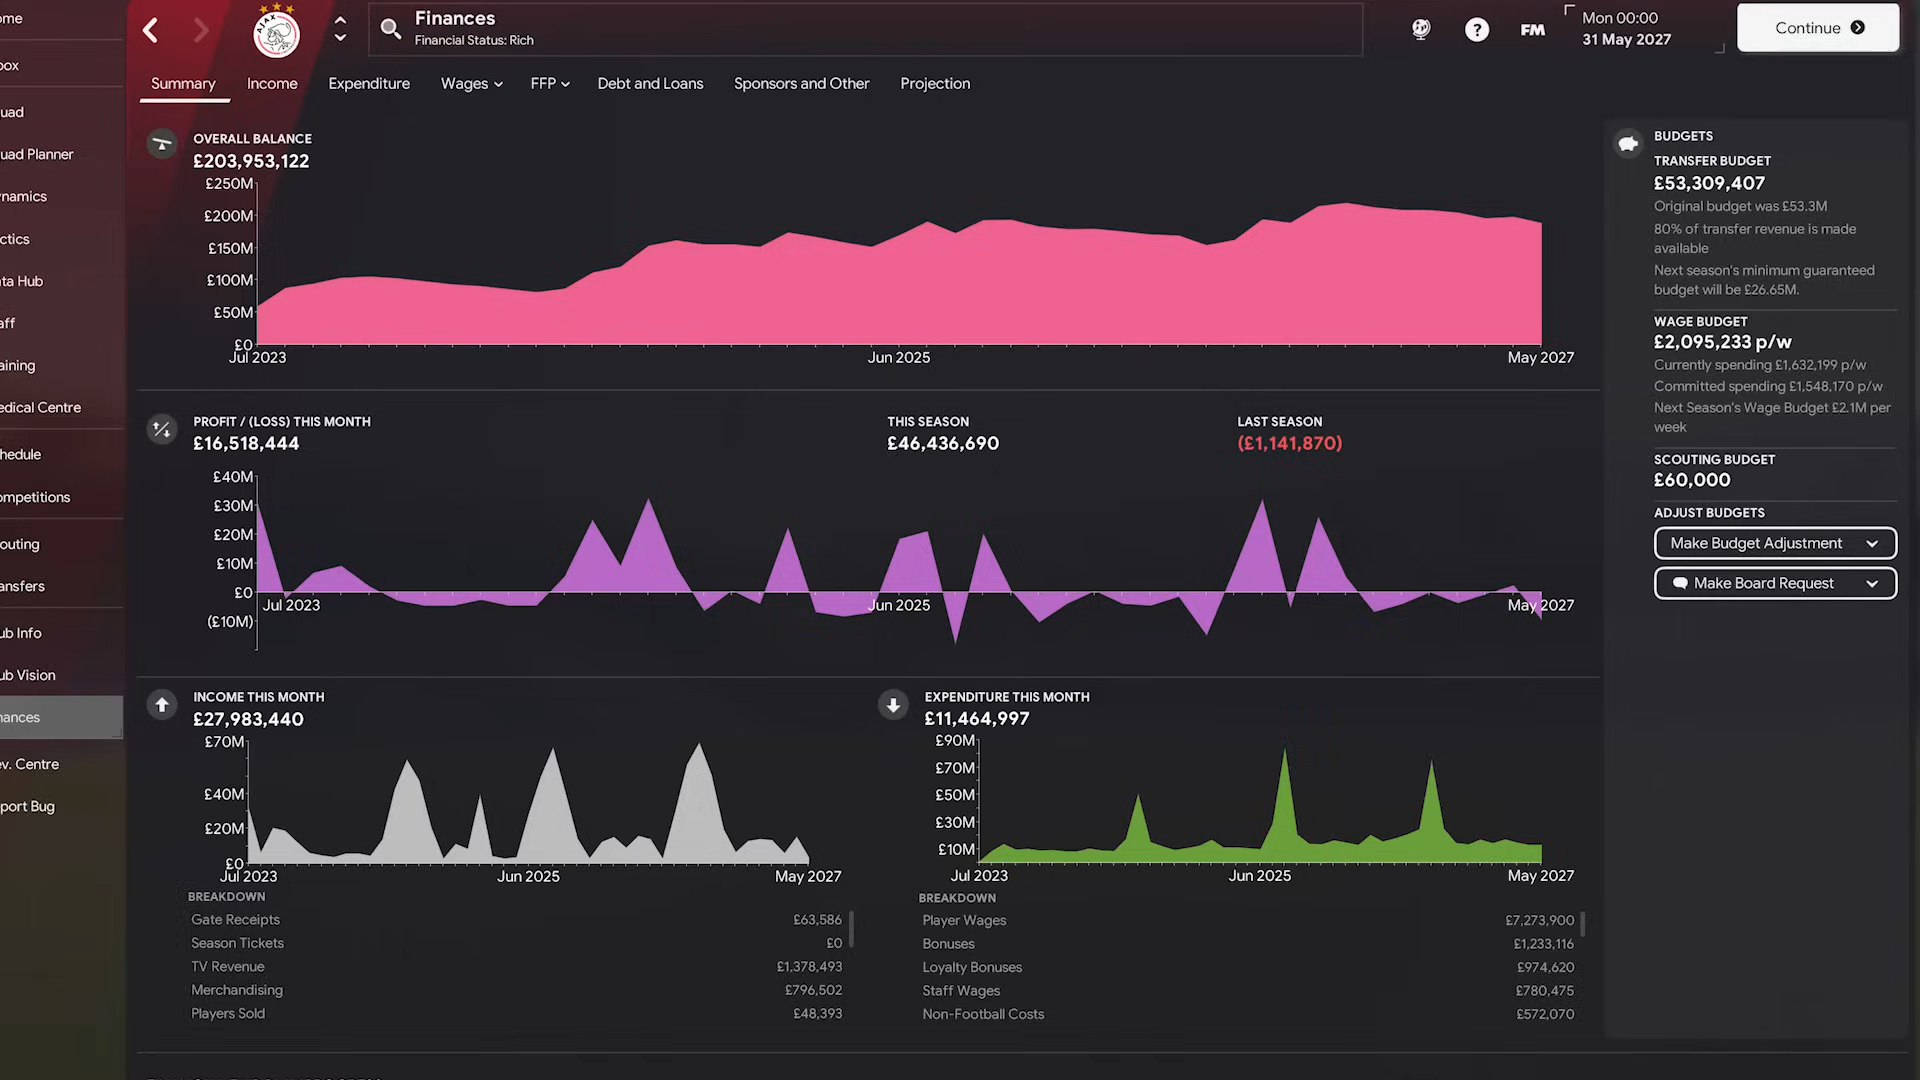 Finances
Financial Status: Rich
FM
Mon 00:00
31 May 2027
Continue
Summary
Income
Expenditure
Wages
FFP
Debt and Loans
Sponsors and Other
Projection
ome
box
uad
uad Planner
ynamics
ctics
ata Hub
aff
aining
edical Centre
hedule
ompetitions
outing
ansfers
ub Info
ub Vision
nances
ev. Centre
port Bug
AJAX
OVERALL BALANCE
£203,953,122
£250M
£200M
£150M
£100M
£50M
£0
Jul 2023
Jun 2025
May 2027
PROFIT / (LOSS) THIS MONTH
£16,518,444
THIS SEASON
£46,436,690
LAST SEASON
(£1,141,870)
£40M
£30M
£20M
£10M
£0
(£10M)
Jul 2023
Jun 2025
May 2027
INCOME THIS MONTH
£27,983,440
£70M
£40M
£20M
£0
Jul 2023
Jun 2025
May 2027
BREAKDOWN
Gate Receipts £63,586
Season Tickets £0
TV Revenue £1,378,493
Merchandising £796,502
Players Sold £48,393
EXPENDITURE THIS MONTH
£11,464,997
£90M
£70M
£50M
£30M
£10M
Jul 2023
Jun 2025
May 2027
BREAKDOWN
Player Wages £7,273,900
Bonuses £1,233,116
Loyalty Bonuses £974,620
Staff Wages £780,475
Non-Football Costs £572,070
BUDGETS
TRANSFER BUDGET
£53,309,407
Original budget was £53.3M
80% of transfer revenue is made
available
Next season's minimum guaranteed
budget will be £26.65M.
WAGE BUDGET
£2,095,233 p/w
Currently spending £1,632,199 p/w
Committed spending £1,548,170 p/w
Next Season's Wage Budget £2.1M per
week
SCOUTING BUDGET
£60,000
ADJUST BUDGETS
Make Budget Adjustment
Make Board Request